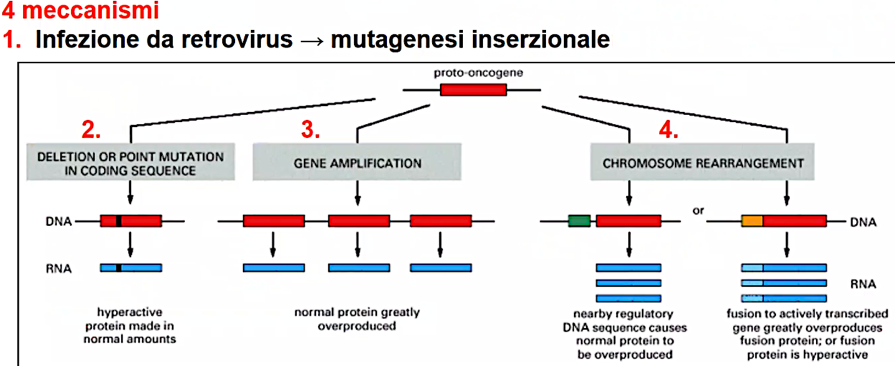 4 meccanismi
1. Infezione da retrovirus → mutagenesi inserzionale
proto-oncogene
2.
3.
4.
DELETION OR POINT MUTATION
IN CODING SEQUENCE
GENE AMPLIFICATION
CHROMOSOME REARRANGEMENT
DNA
or
DNA
RNA
RNA
hyperactive
protein made in
normal amounts
normal protein greatly
overproduced
nearby regulatory
DNA sequence causes
normal protein to
be overproduced
fusion to actively transcribed
gene greatly overproduces
fusion protein; or fusion
protein is hyperactive